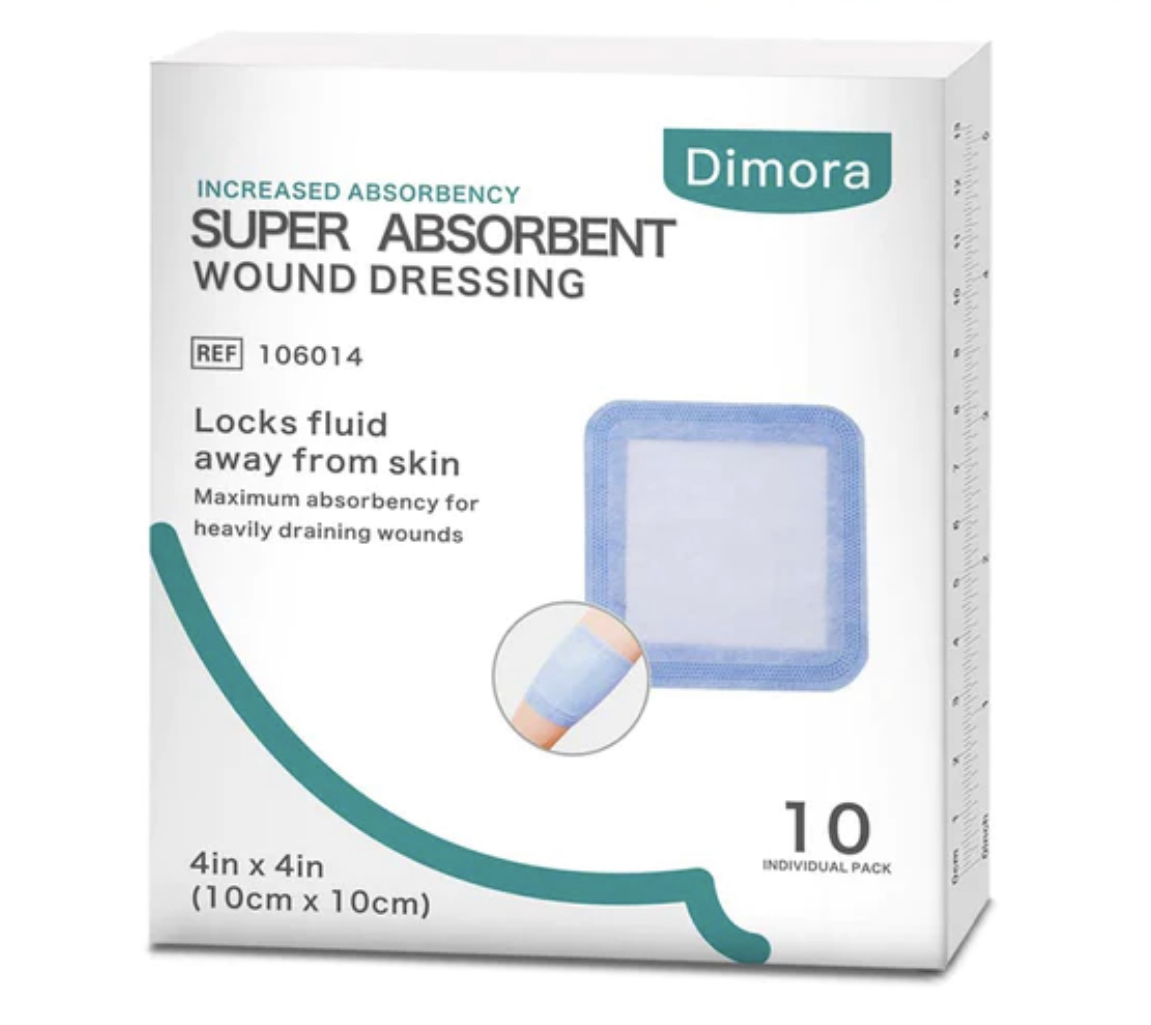 Dimora
INCREASED ABSORBENCY
SUPER ABSORBENT
WOUND DRESSING
REF 106014
Locks fluid
away from skin
Maximum absorbency for
heavily draining wounds
10
INDIVIDUAL PACK
4in x 4in
(10cm x 10cm)